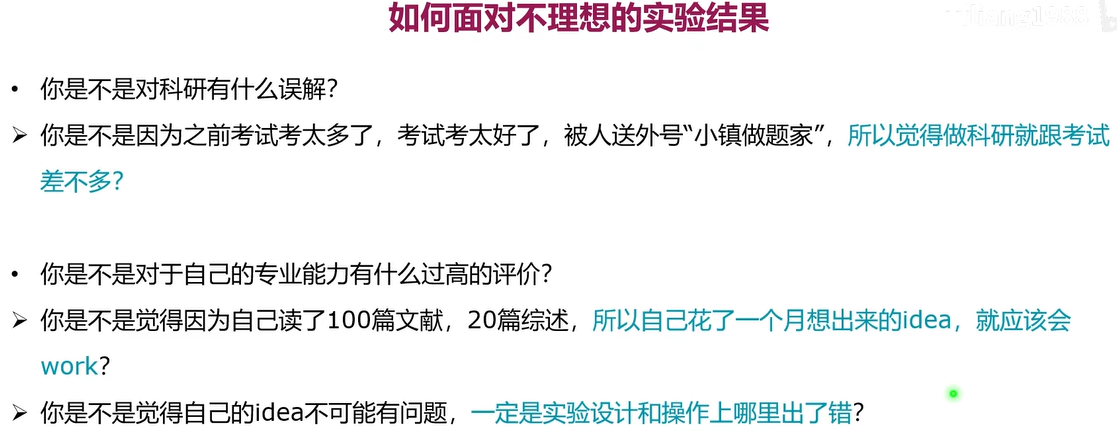 如何面对不理想的实验结果
• 你是不是对科研有什么误解？
➢ 你是不是因为之前考试考太多了，考试考太好了，被人送外号“小镇做题家”，所以觉得做科研就跟考试
差不多？
• 你是不是对于自己的专业能力有什么过高的评价？
➢ 你是不是觉得因为自己读了100篇文献，20篇综述，所以自己花了一个月想出来的idea，就应该会
work？
➢ 你是不是觉得自己的idea不可能有问题，一定是实验设计和操作上哪里出了错？